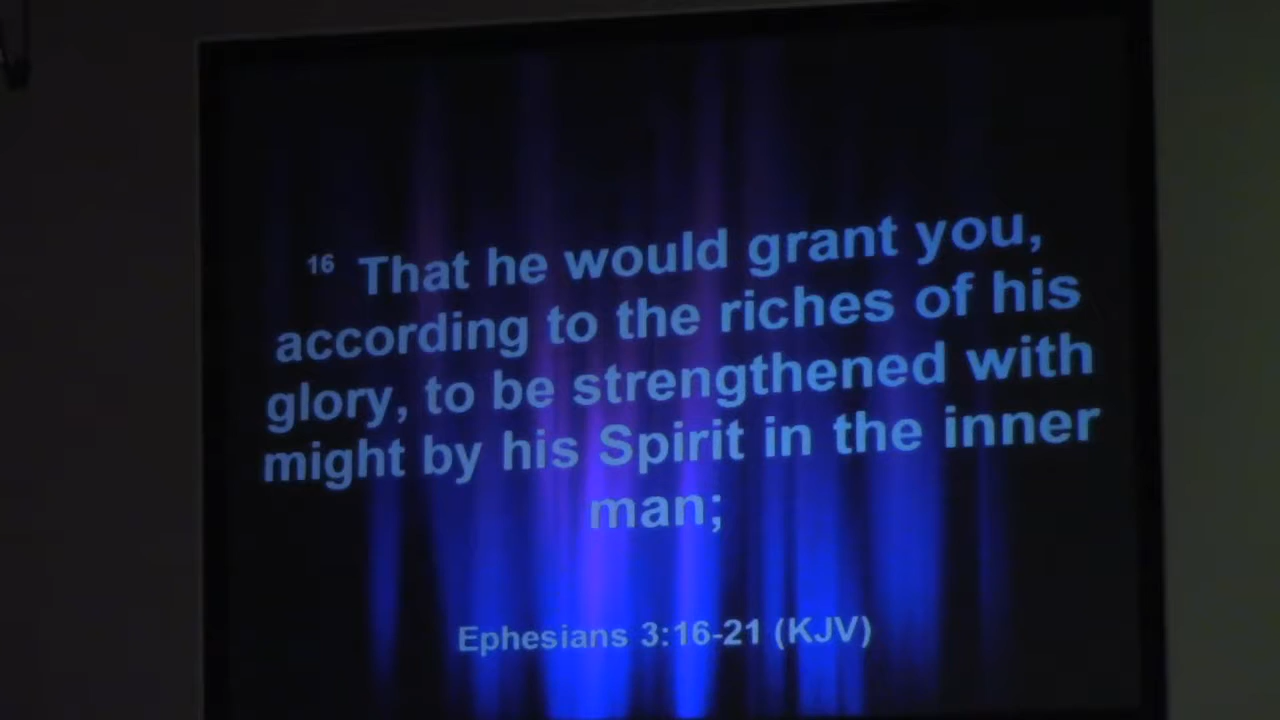 16 That he would grant you,
according to the riches of his
glory, to be strengthened with
might by his Spirit in the inner
man;
Ephesians 3:16-21 (KJV)